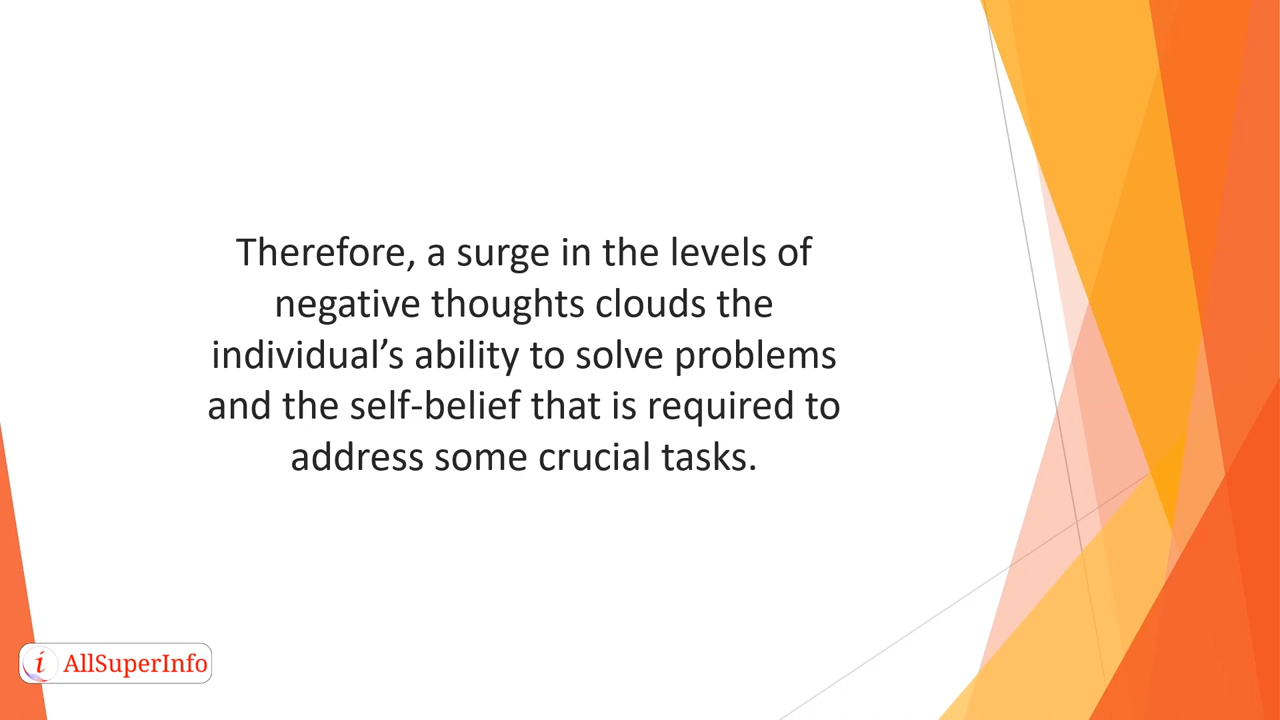 Therefore, a surge in the levels of
negative thoughts clouds the
individual’s ability to solve problems
and the self-belief that is required to
address some crucial tasks.
i AllSuperInfo